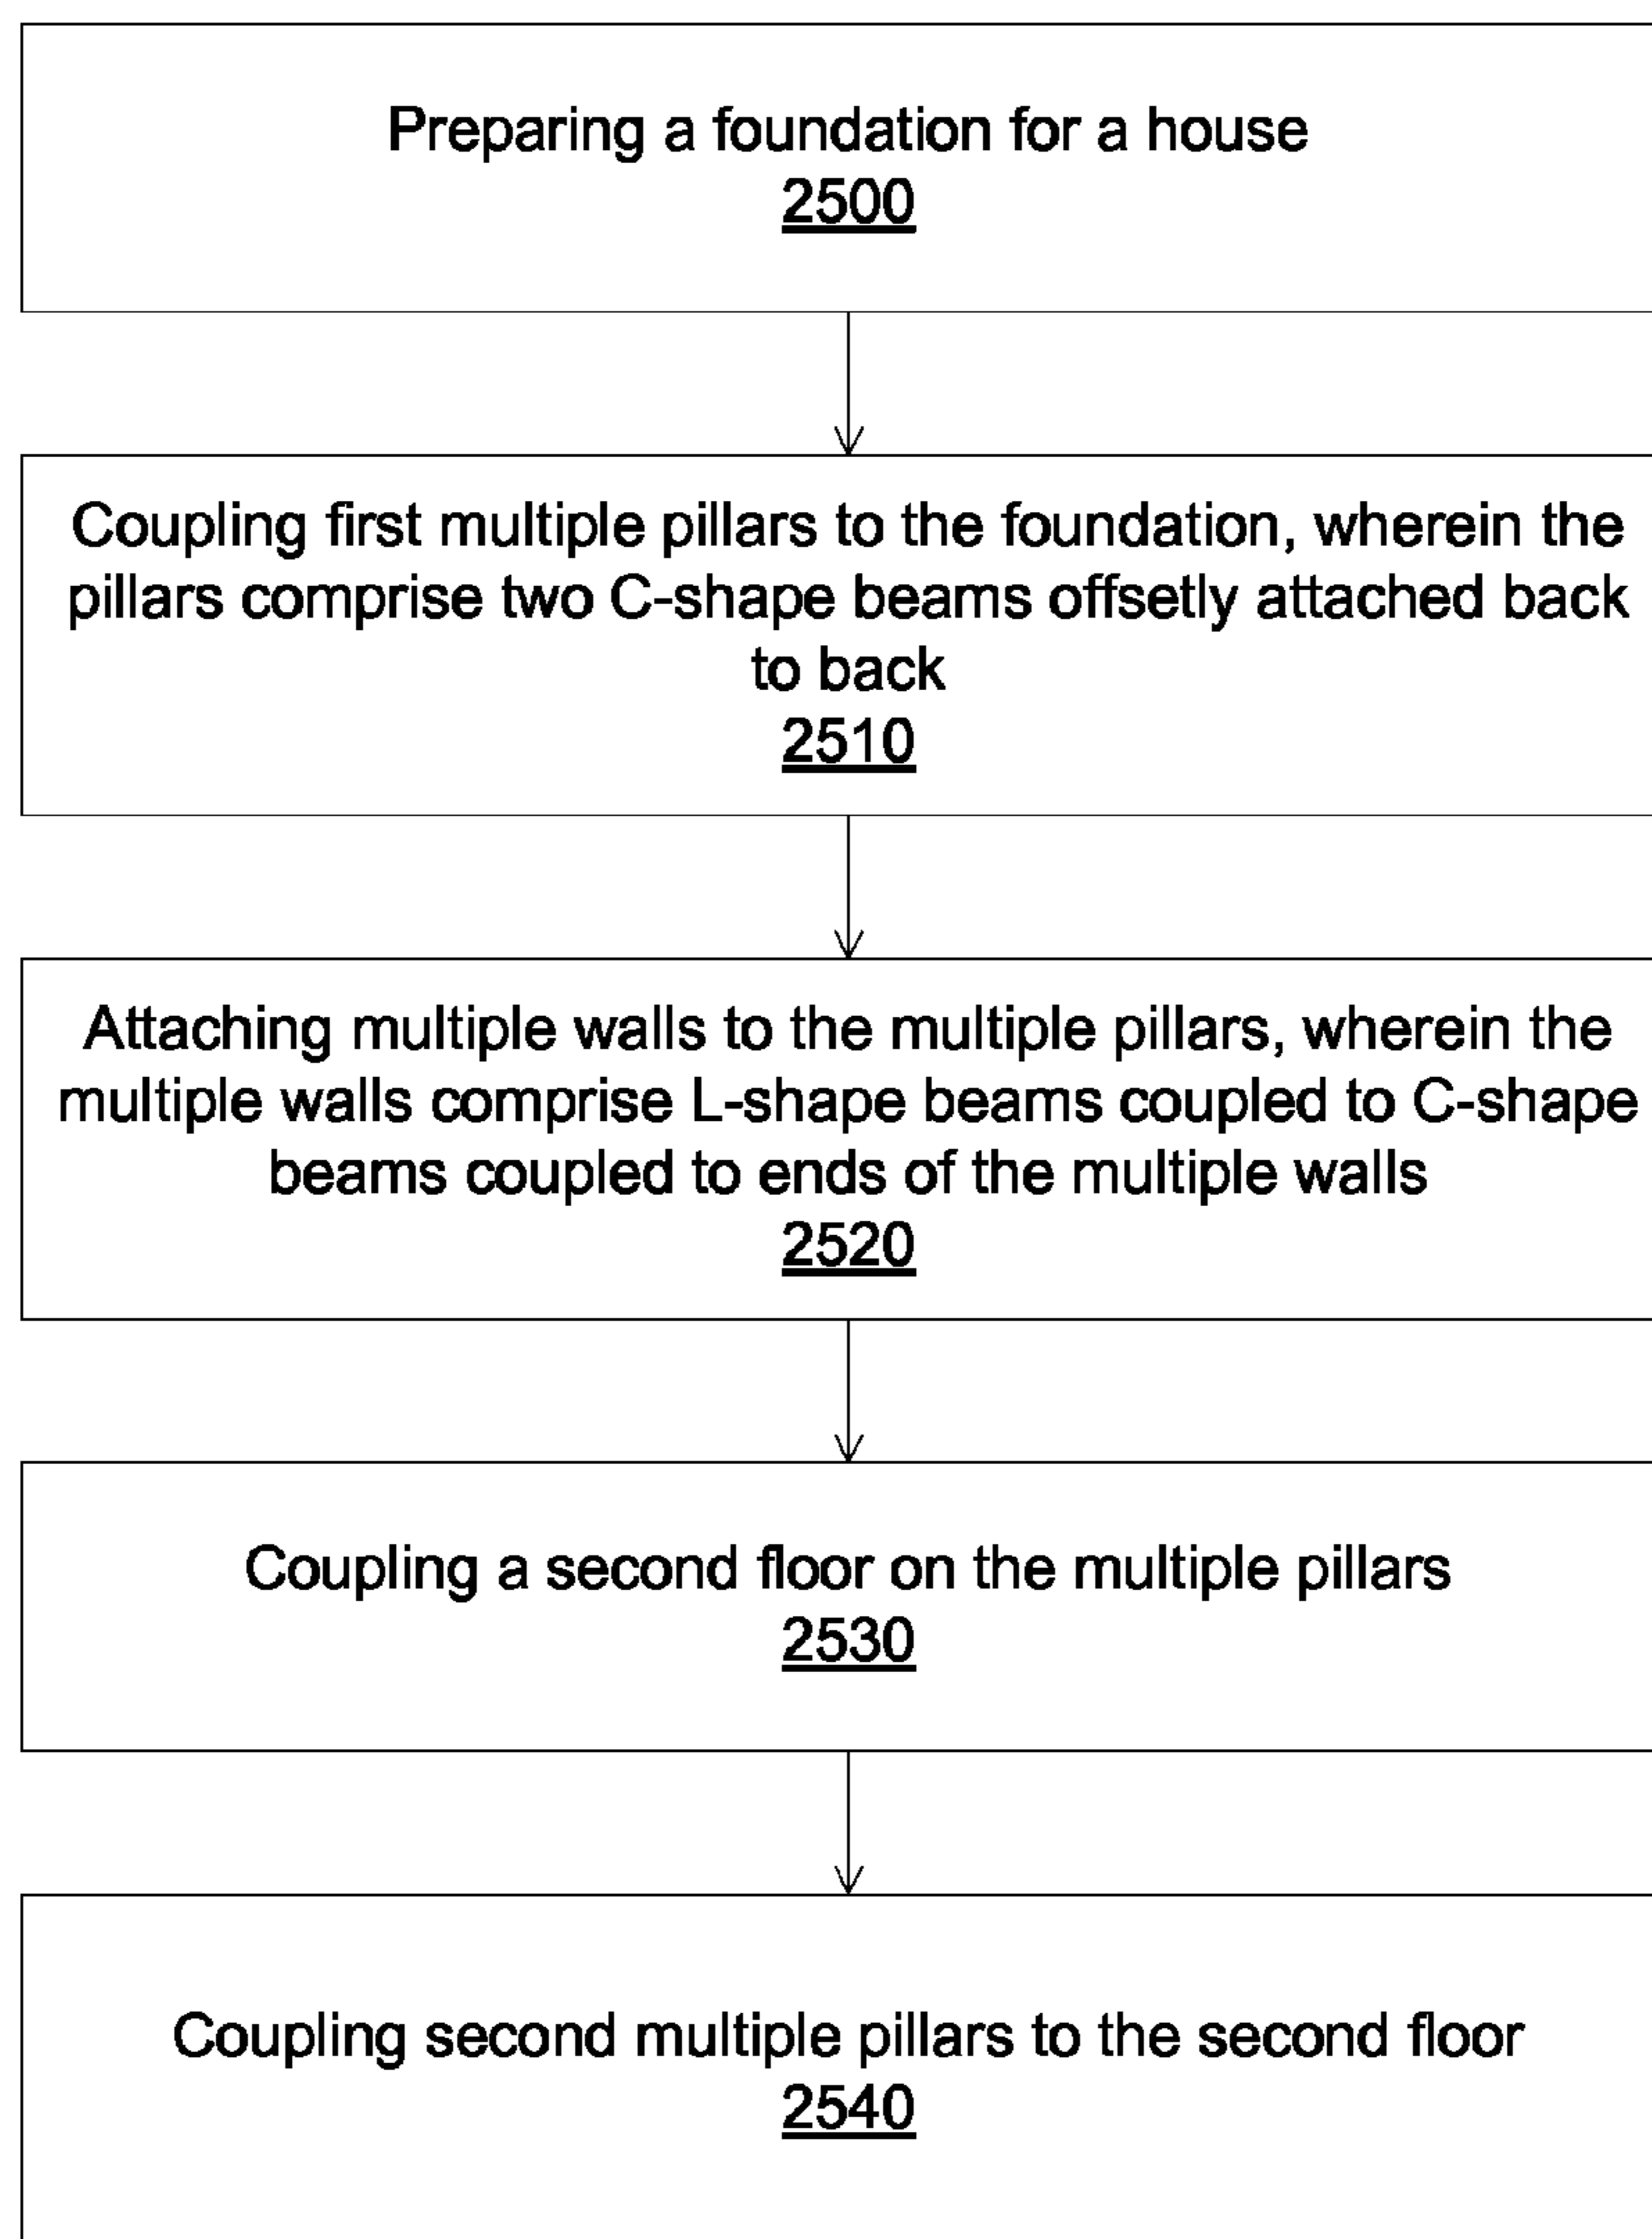 Preparing a foundation for a house
2500
Coupling first multiple pillars to the foundation, wherein the
pillars comprise two C-shape beams offsetly attached back
to back
2510
Attaching multiple walls to the multiple pillars, wherein the
multiple walls comprise L-shape beams coupled to C-shape
beams coupled to ends of the multiple walls
2520
Coupling a second floor on the multiple pillars
2530
Coupling second multiple pillars to the second floor
2540